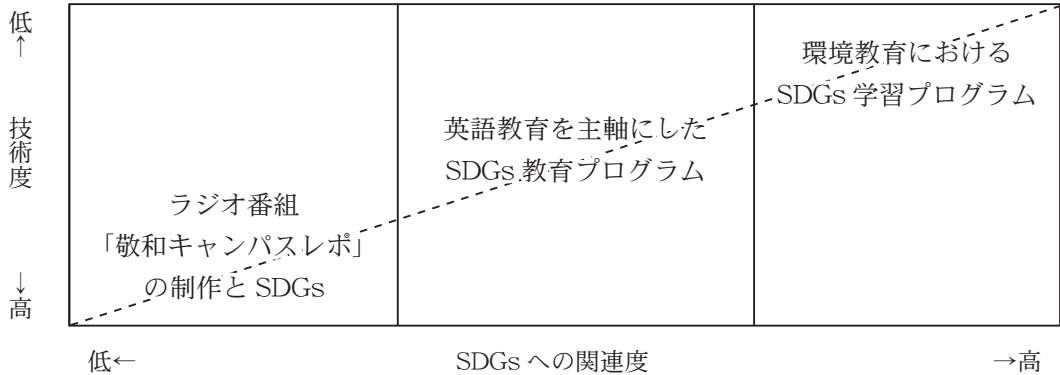 低←
技術度
→高
環境教育における
SDGs 学習プログラム
英語教育を主軸にした
SDGs 教育プログラム
ラジオ番組
「敬和キャンパスレポ」
の制作と SDGs
低←
SDGs への関連度
→高